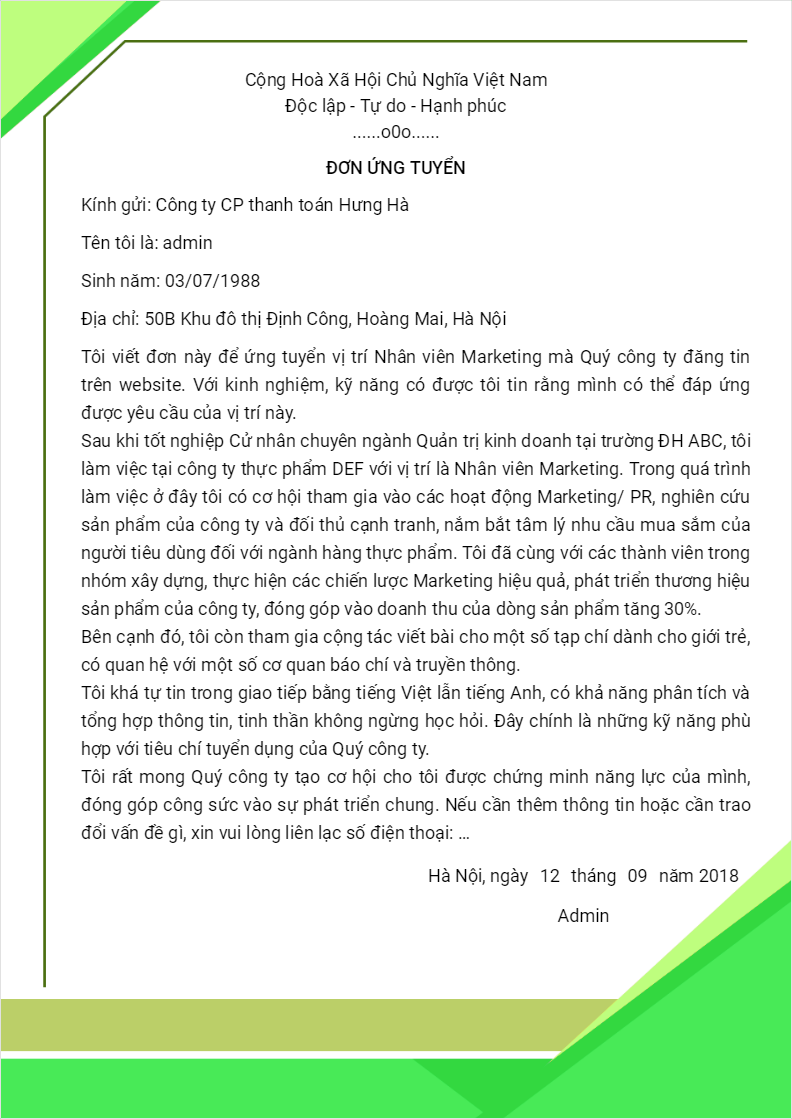 Cộng Hoà Xã Hội Chủ Nghĩa Việt Nam
Độc lập - Tự do - Hạnh phúc
......o0o......
ĐƠN ỨNG TUYỂN
Kính gửi: Công ty CP thanh toán Hưng Hà
Tên tôi là: admin
Sinh năm: 03/07/1988
Địa chỉ: 50B Khu đô thị Định Công, Hoàng Mai, Hà Nội
Tôi viết đơn này để ứng tuyển vị trí Nhân viên Marketing mà Quý công ty đăng tin
trên website. Với kinh nghiệm, kỹ năng có được tôi tin rằng mình có thể đáp ứng
được yêu cầu của vị trí này.
Sau khi tốt nghiệp Cử nhân chuyên ngành Quản trị kinh doanh tại trường ĐH ABC, tôi
làm việc tại công ty thực phẩm DEF với vị trí là Nhân viên Marketing. Trong quá trình
làm việc ở đây tôi có cơ hội tham gia vào các hoạt động Marketing/ PR, nghiên cứu
sản phẩm của công ty và đối thủ cạnh tranh, nắm bắt tâm lý nhu cầu mua sắm của
người tiêu dùng đối với ngành hàng thực phẩm. Tôi đã cùng với các thành viên trong
nhóm xây dựng, thực hiện các chiến lược Marketing hiệu quả, phát triển thương hiệu
sản phẩm của công ty, đóng góp vào doanh thu của dòng sản phẩm tăng 30%.
Bên cạnh đó, tôi còn tham gia cộng tác viết bài cho một số tạp chí dành cho giới trẻ,
có quan hệ với một số cơ quan báo chí và truyền thông.
Tôi khá tự tin trong giao tiếp bằng tiếng Việt lẫn tiếng Anh, có khả năng phân tích và
tổng hợp thông tin, tinh thần không ngừng học hỏi. Đây chính là những kỹ năng phù
hợp với tiêu chí tuyển dụng của Quý công ty.
Tôi rất mong Quý công ty tạo cơ hội cho tôi được chứng minh năng lực của mình,
đóng góp công sức vào sự phát triển chung. Nếu cần thêm thông tin hoặc cần trao
đổi vấn đề gì, xin vui lòng liên lạc số điện thoại: ...
Hà Nội, ngày 12 tháng 09 năm 2018
Admin